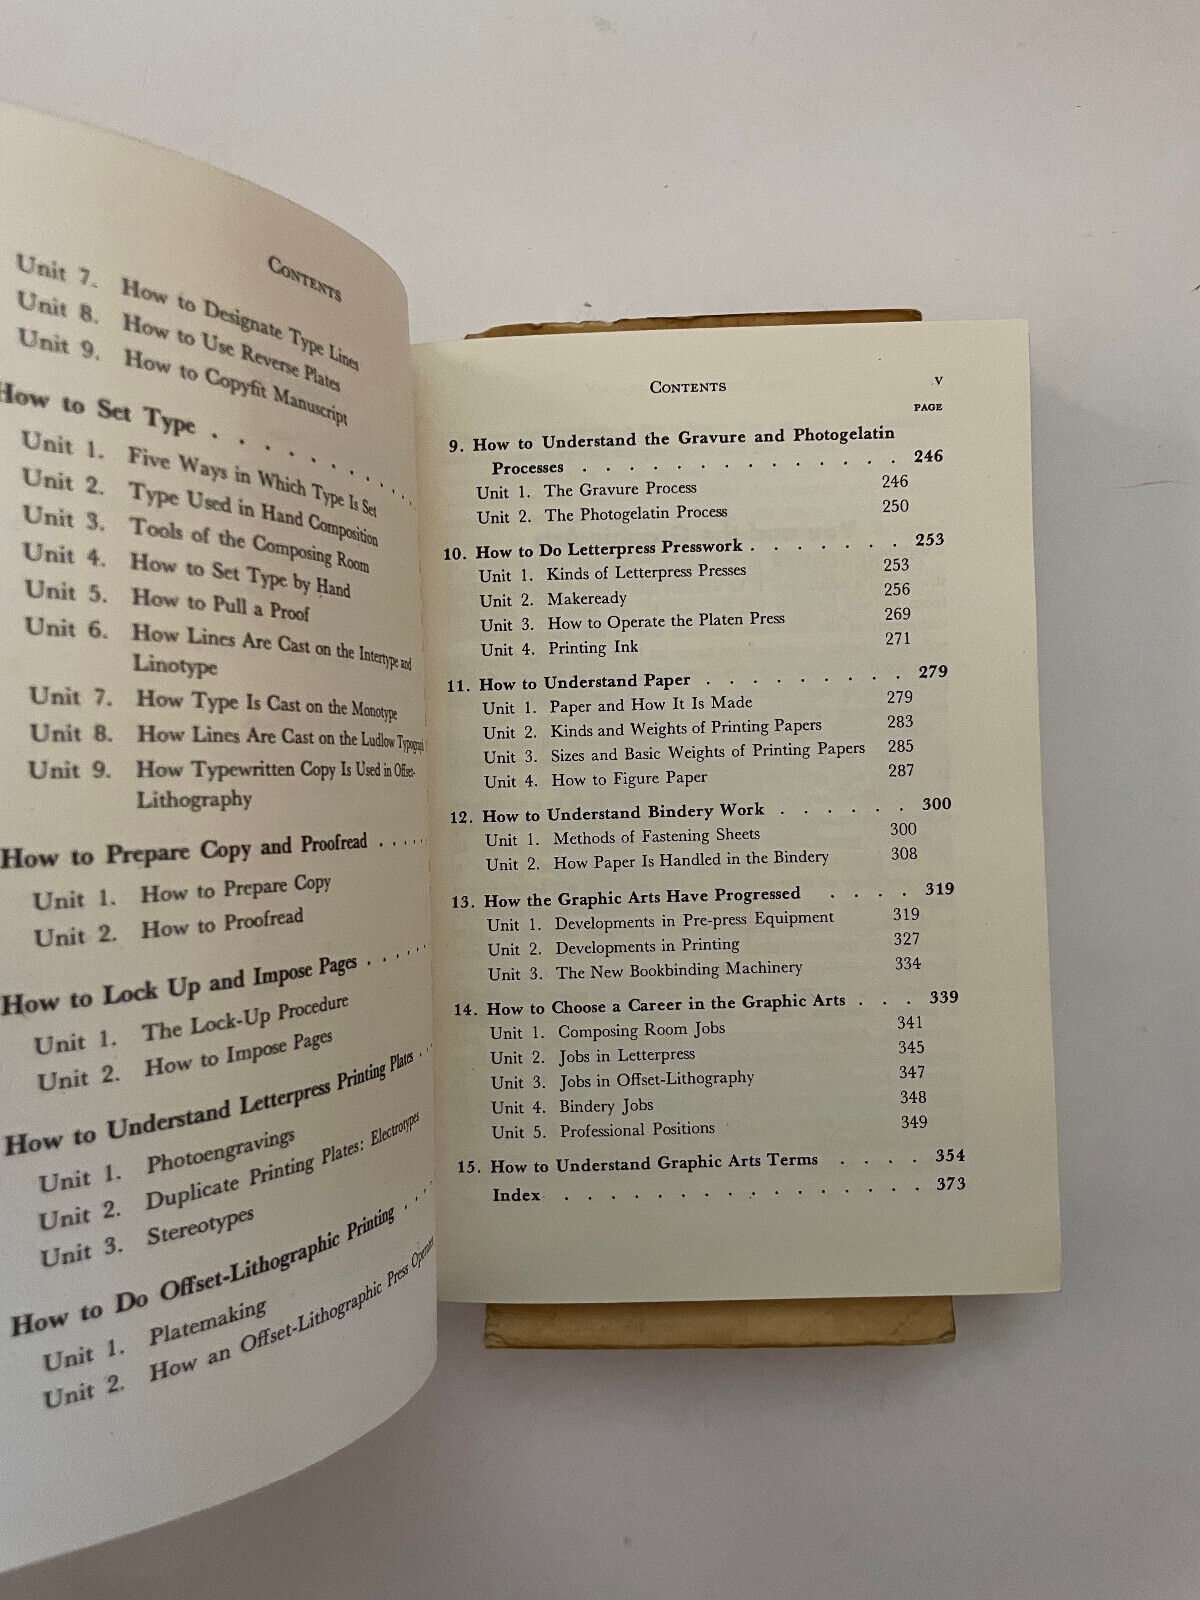 CONTENTS
Unit 7. How to Designate Type Lines
Unit 8. How to Use Reverse Plates
Unit 9. How to Copyfit Manuscript
How to Set Type . . . . . . . . .
Unit 1. Five Ways in Which Type Is Set
Unit 2. Type Used in Hand Composition
Unit 3. Tools of the Composing Room
Unit 4. How to Set Type by Hand
Unit 5. How to Pull a Proof
Unit 6. How Lines Are Cast on the Intertype and
Linotype
Unit 7. How Type Is Cast on the Monotype
Unit 8. How Lines Are Cast on the Ludlow
Unit 9. How Typewritten Copy Is Used in Offset-
Lithography
How to Prepare Copy and Proofread . . . . .
Unit 1. How to Prepare Copy
Unit 2. How to Proofread
How to Lock Up and Impose Pages . . . . . .
Unit 1. The Lock-Up Procedure
Unit 2. How to Impose Pages
How to Understand Letterpress Printing Plates . .
Unit 1. Photoengravings
Unit 2. Duplicate Printing Plates: Electrotypes
Unit 3. Stereotypes
How to Do Offset-Lithographic Printing . . . .
Unit 1. Platemaking
Unit 2. How an Offset-Lithographic Press
CONTENTS v
PAGE
9. How to Understand the Gravure and Photogelatin
Processes . . . . . . . . . . . . . . 246
Unit 1. The Gravure Process 246
Unit 2. The Photogelatin Process 250
10. How to Do Letterpress Presswork . . . . . . . 253
Unit 1. Kinds of Letterpress Presses 253
Unit 2. Makeready 256
Unit 3. How to Operate the Platen Press 269
Unit 4. Printing Ink 271
11. How to Understand Paper . . . . . . . . . 279
Unit 1. Paper and How It Is Made 279
Unit 2. Kinds and Weights of Printing Papers 283
Unit 3. Sizes and Basic Weights of Printing Papers 285
Unit 4. How to Figure Paper 287
12. How to Understand Bindery Work . . . . . . 300
Unit 1. Methods of Fastening Sheets 300
Unit 2. How Paper Is Handled in the Bindery 308
13. How the Graphic Arts Have Progressed . . . . 319
Unit 1. Developments in Pre-press Equipment 319
Unit 2. Developments in Printing 327
Unit 3. The New Bookbinding Machinery 334
14. How to Choose a Career in the Graphic Arts . . . 339
Unit 1. Composing Room Jobs 341
Unit 2. Jobs in Letterpress 345
Unit 3. Jobs in Offset-Lithography 347
Unit 4. Bindery Jobs 348
Unit 5. Professional Positions 349
15. How to Understand Graphic Arts Terms . . . . 354
Index . . . . . . . . . . . . . . . . 373